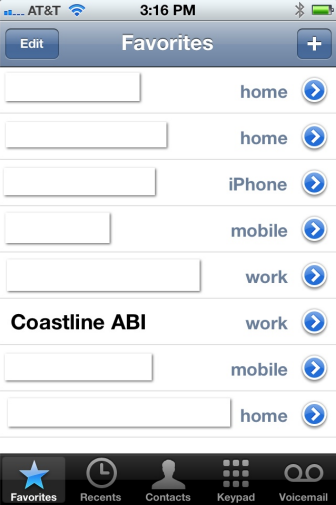 AT&T 3:16 PM
Edit Favorites +
home
home
iPhone
mobile
work
Coastline ABI work
mobile
home
Favorites Recents Contacts Keypad Voicemail